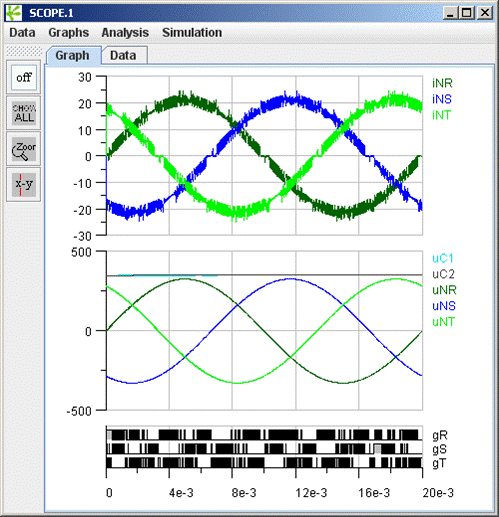 SCOPE.1
Data Graphs Analysis Simulation
Graph Data
off
SHOW
ALL
Zoom
x-y
30
20
10
0
-10
-20
-30
iNR
iNS
iNT
500
0
-500
uC1
uC2
uNR
uNS
uNT
gR
gS
gT
0 4e-3 8e-3 12e-3 16e-3 20e-3